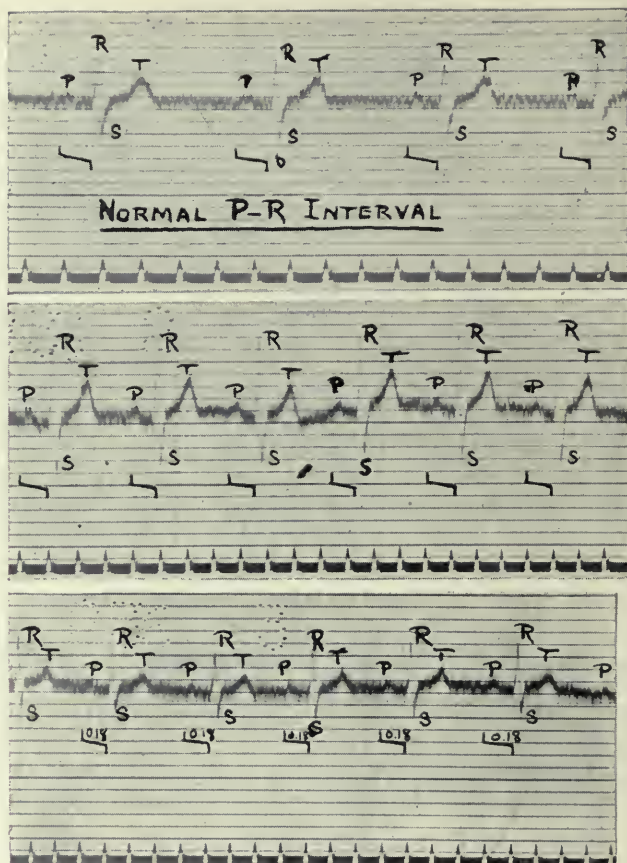 R R R R
T T T
P P P P
S S S S
NORMAL P-R INTERVAL
R R R R R R
T T T T T T
P P P P P P
S S S S S S
R R R R R R
T T T T T T
P P P P P P
S S S S S S
0.18 0.18 0.18 0.18 0.18